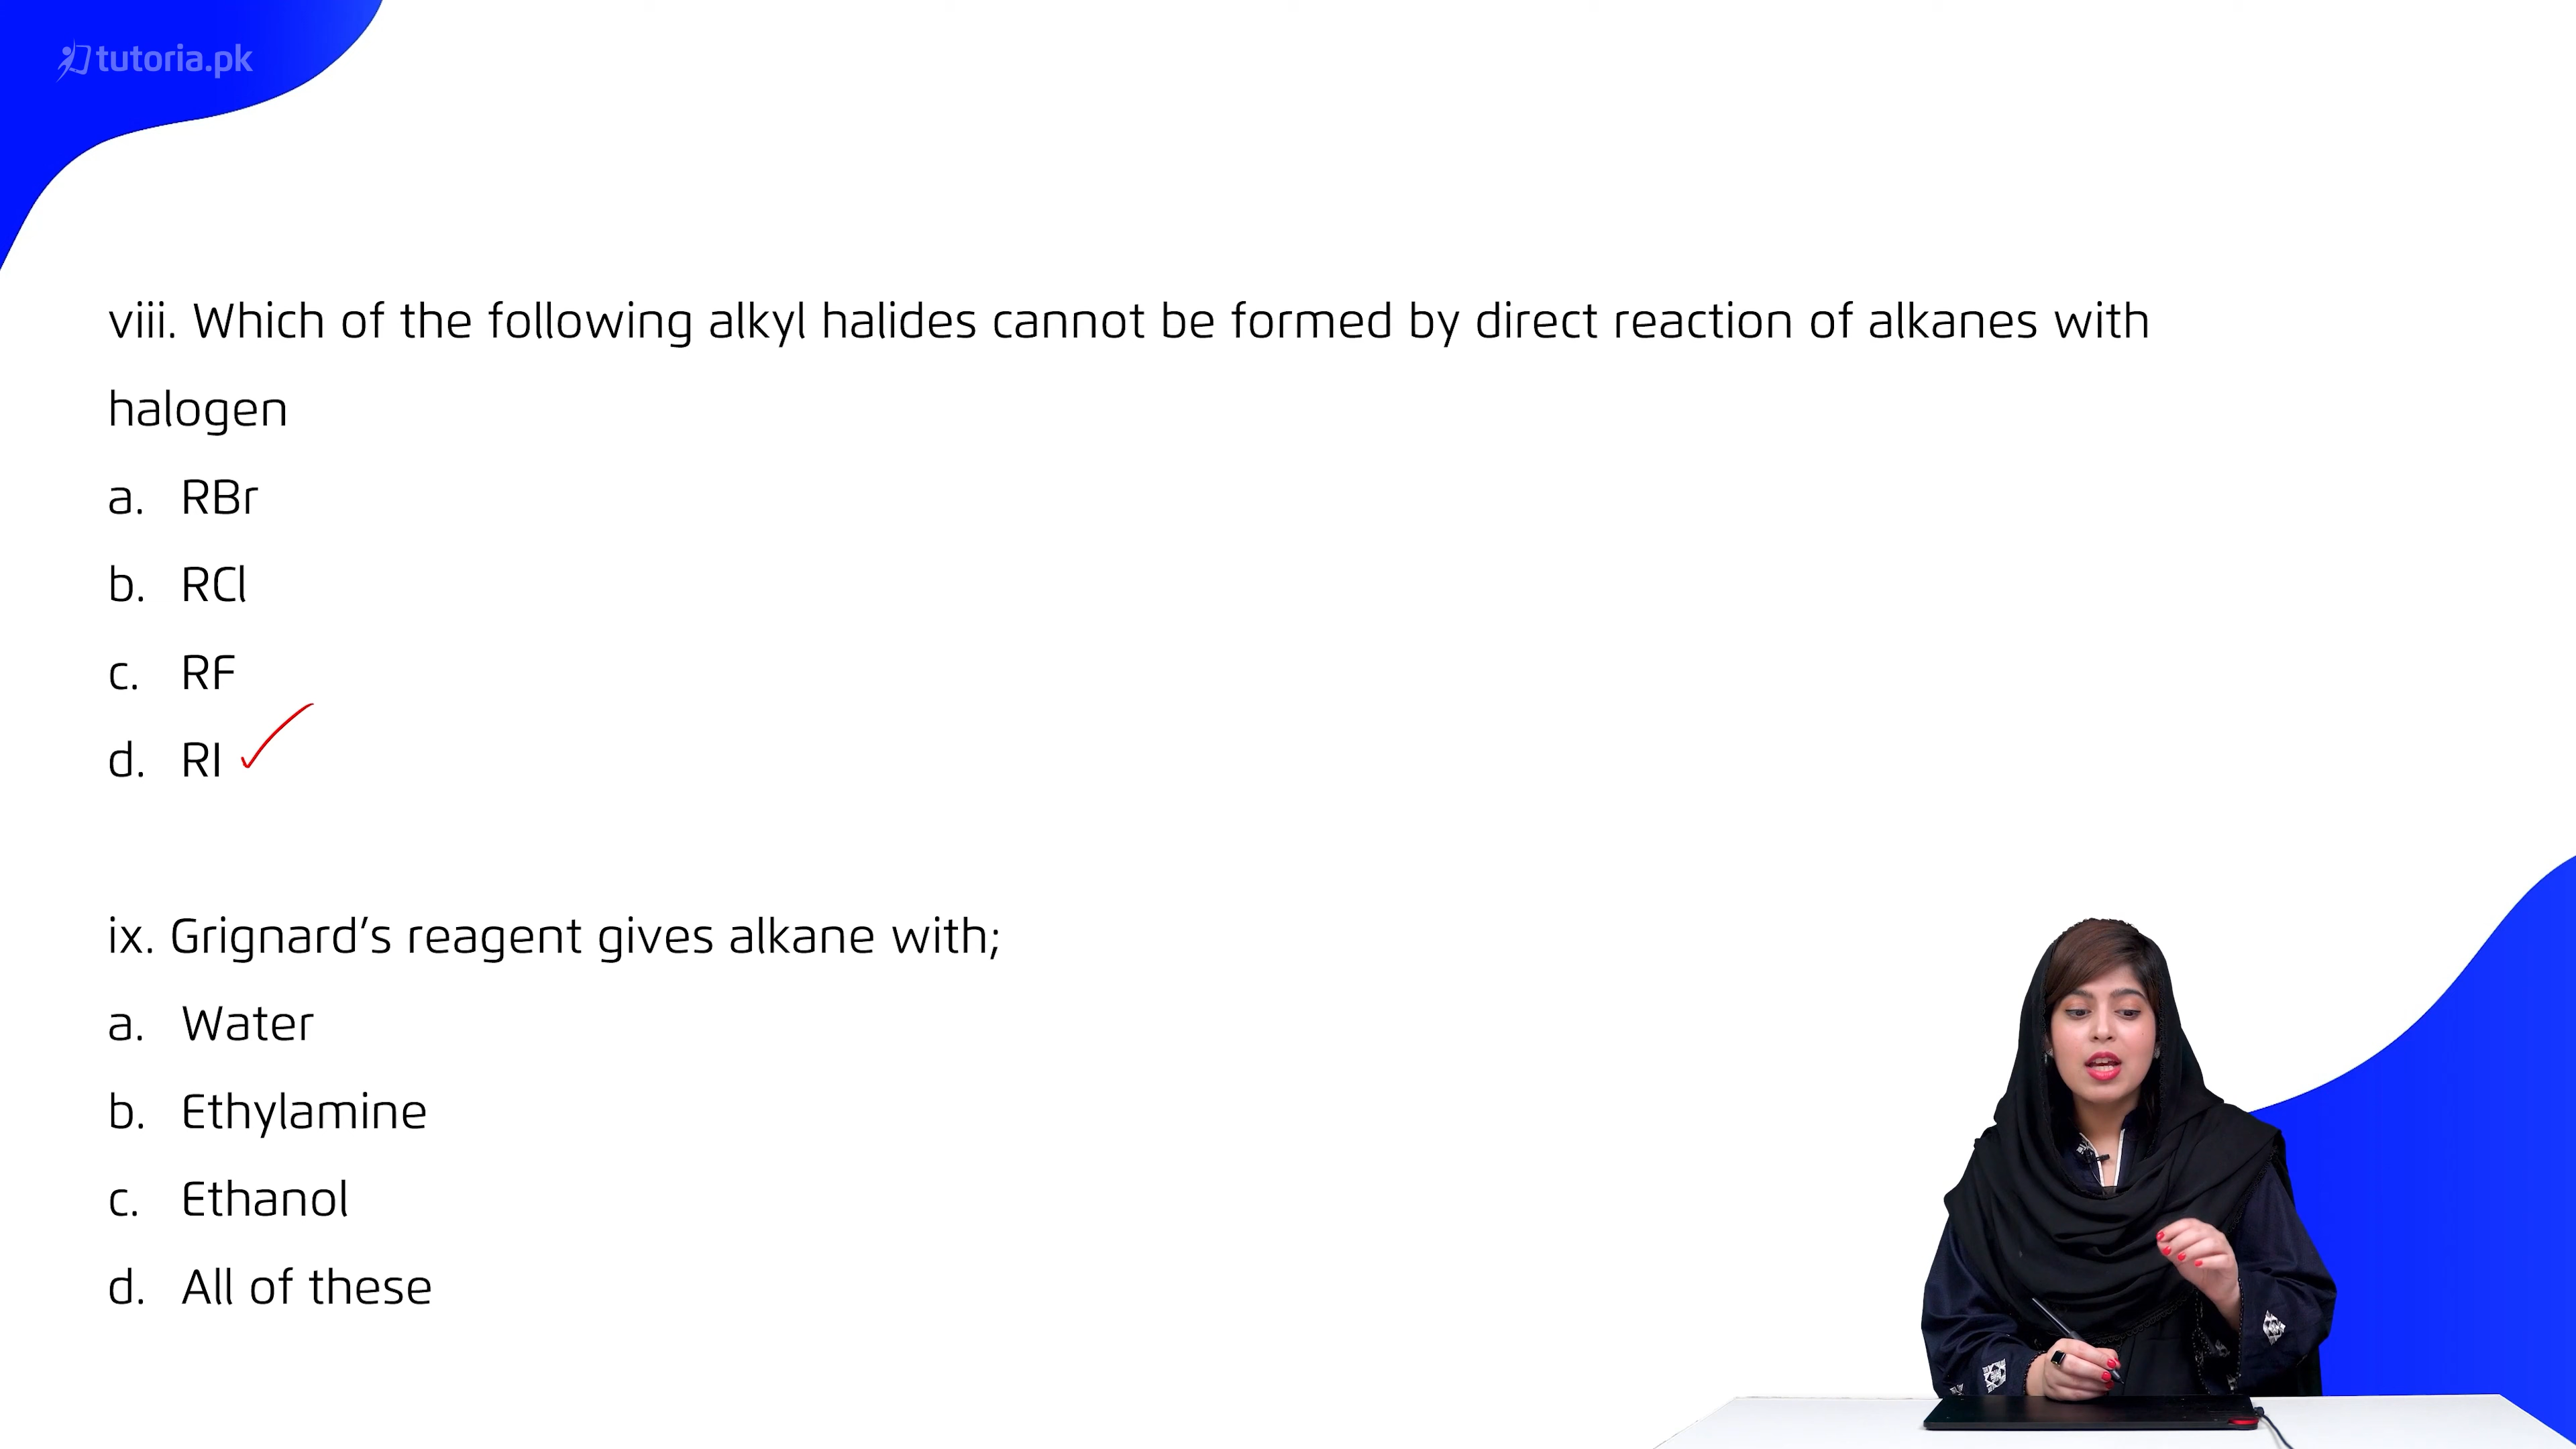 tutoria.pk
viii. Which of the following alkyl halides cannot be formed by direct reaction of alkanes with
halogen
a. RBr
b. RCl
c. RF
d. RI
ix. Grignard’s reagent gives alkane with;
a. Water
b. Ethylamine
c. Ethanol
d. All of these